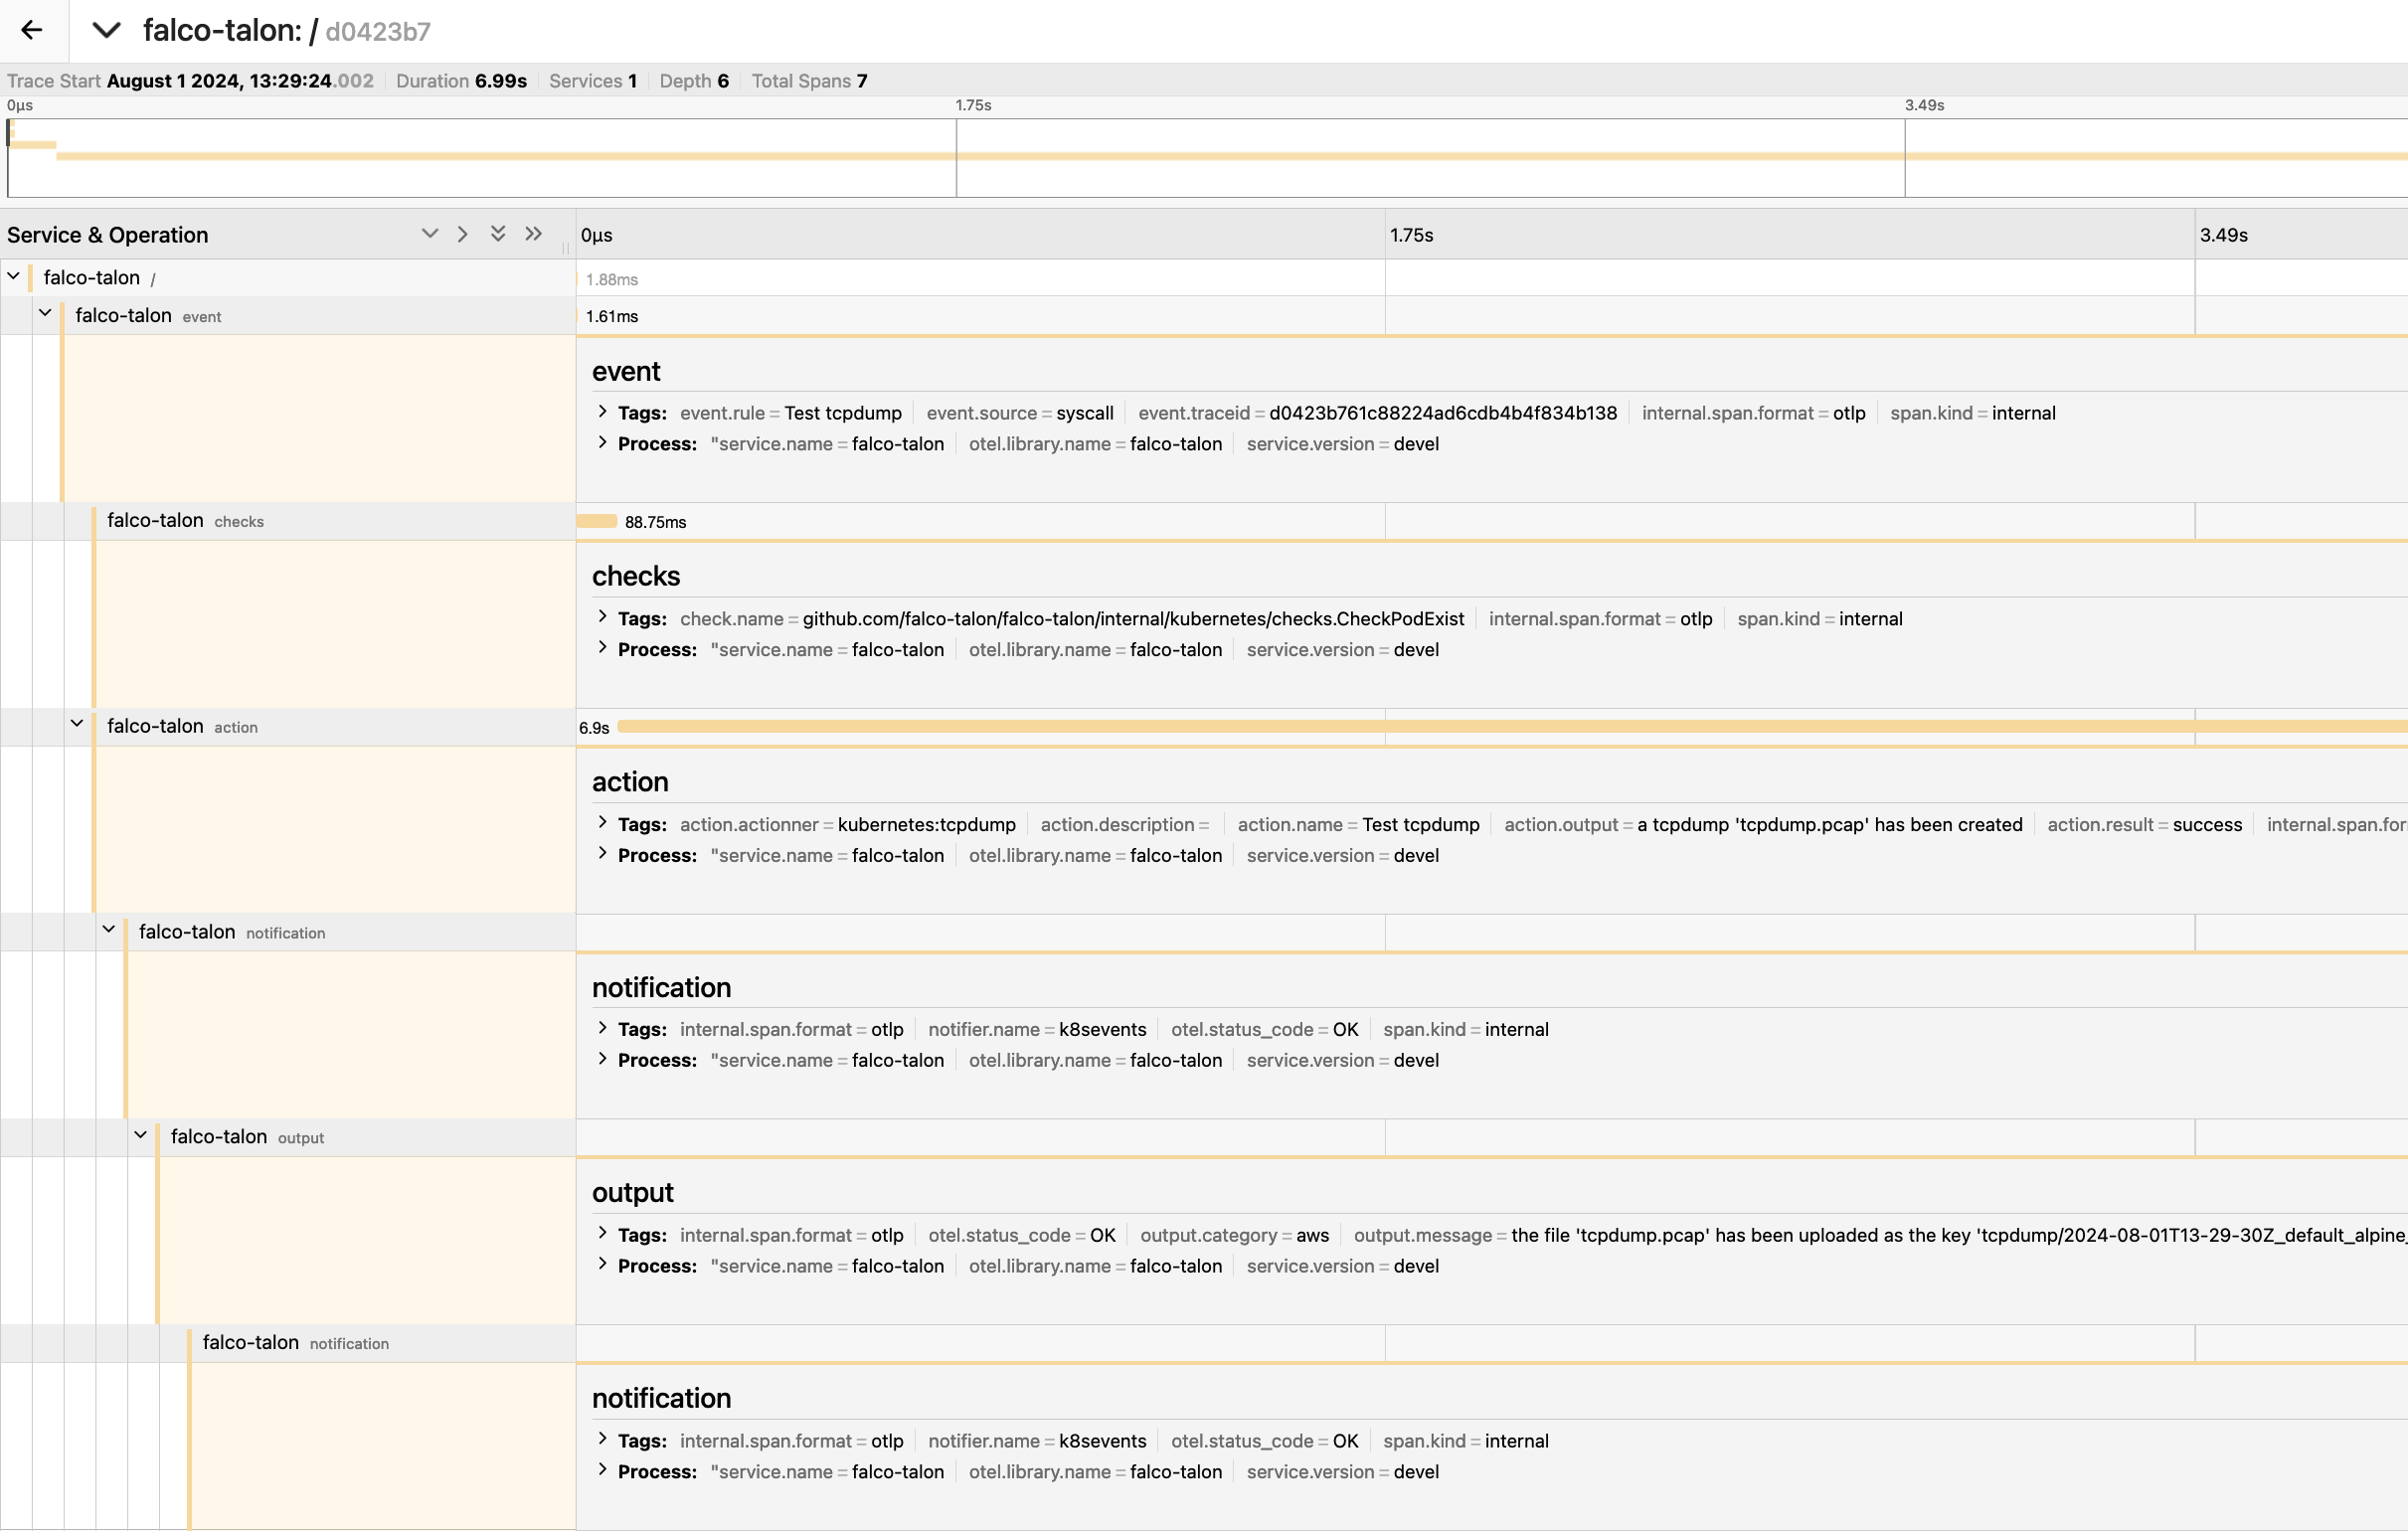 falco-talon: / d0423b7
Trace Start August 1 2024, 13:29:24.002 Duration 6.99s Services 1 Depth 6 Total Spans 7
0μs 1.75s 3.49s
Service & Operation 0μs 1.75s 3.49s
falco-talon / 1.88ms
falco-talon event 1.61ms
event
Tags: event.rule = Test tcpdump event.source = syscall event.traceid = d0423b761c88224ad6cdb4b4f834b138 internal.span.format = otlp span.kind = internal
Process: "service.name = falco-talon otel.library.name = falco-talon service.version = devel
falco-talon checks 88.75ms
checks
Tags: check.name = github.com/falco-talon/falco-talon/internal/kubernetes/checks.CheckPodExist internal.span.format = otlp span.kind = internal
Process: "service.name = falco-talon otel.library.name = falco-talon service.version = devel
falco-talon action 6.9s
action
Tags: action.actionner = kubernetes:tcpdump action.description = action.name = Test tcpdump action.output = a tcpdump 'tcpdump.pcap' has been created action.result = success internal.span.for
Process: "service.name = falco-talon otel.library.name = falco-talon service.version = devel
falco-talon notification
notification
Tags: internal.span.format = otlp notifier.name = k8sevents otel.status_code = OK span.kind = internal
Process: "service.name = falco-talon otel.library.name = falco-talon service.version = devel
falco-talon output
output
Tags: internal.span.format = otlp otel.status_code = OK output.category = aws output.message = the file 'tcpdump.pcap' has been uploaded as the key 'tcpdump/2024-08-01T13-29-30Z_default_alpine_
Process: "service.name = falco-talon otel.library.name = falco-talon service.version = devel
falco-talon notification
notification
Tags: internal.span.format = otlp notifier.name = k8sevents otel.status_code = OK span.kind = internal
Process: "service.name = falco-talon otel.library.name = falco-talon service.version = devel